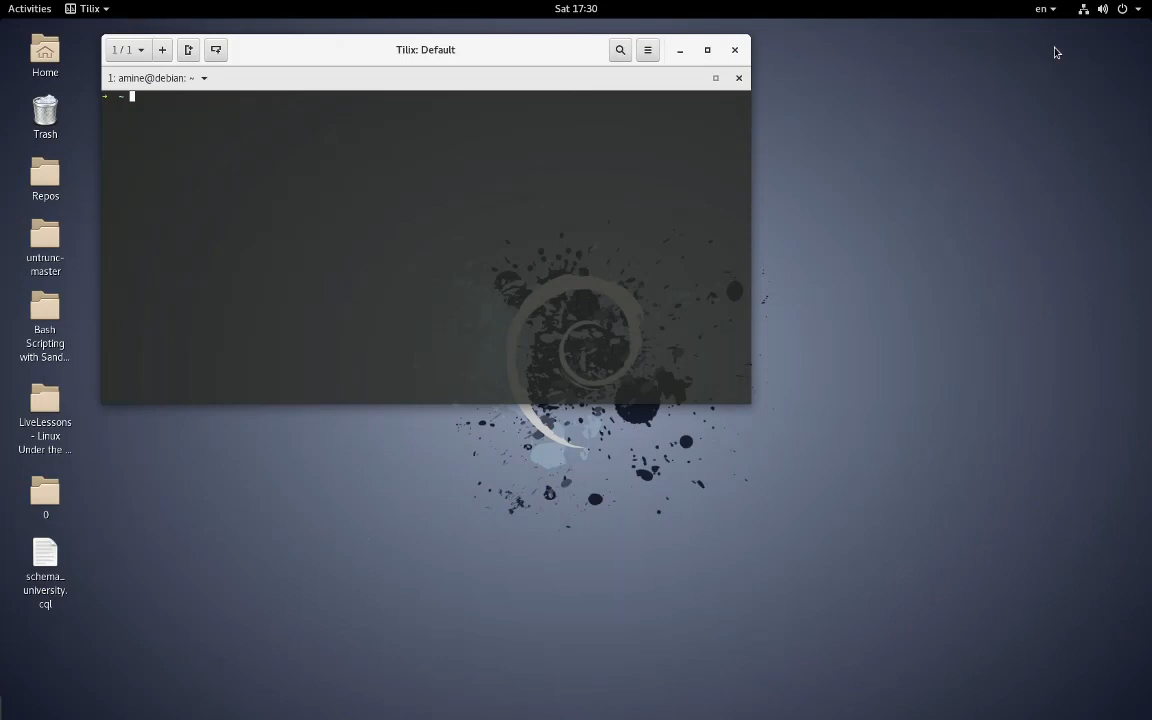 Activities
Tilix
Sat 17:30
en
1 / 1
Tilix: Default
1: amine@debian: ~
→ ~
Home
Trash
Repos
untrunc-
master
Bash
Scripting
with Sand...
LiveLessons
- Linux
Under the ...
0
schema_
university.
cql